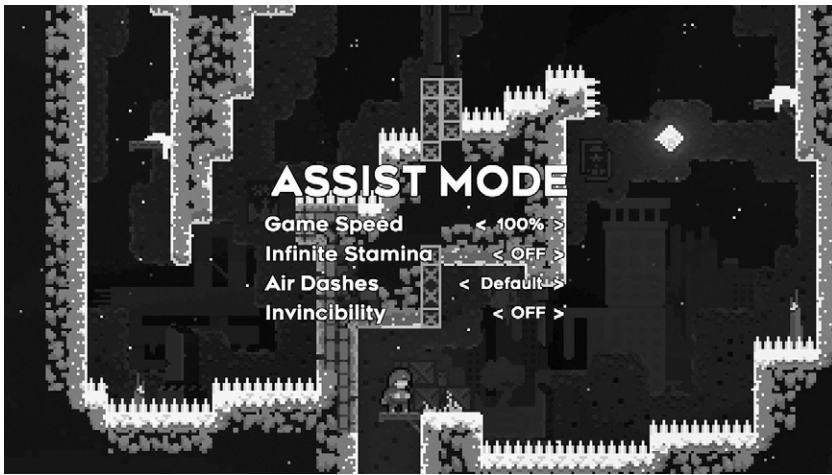 ASSIST MODE
Game Speed < 100% >
Infinite Stamina < OFF >
Air Dashes < Default >
Invincibility < OFF >